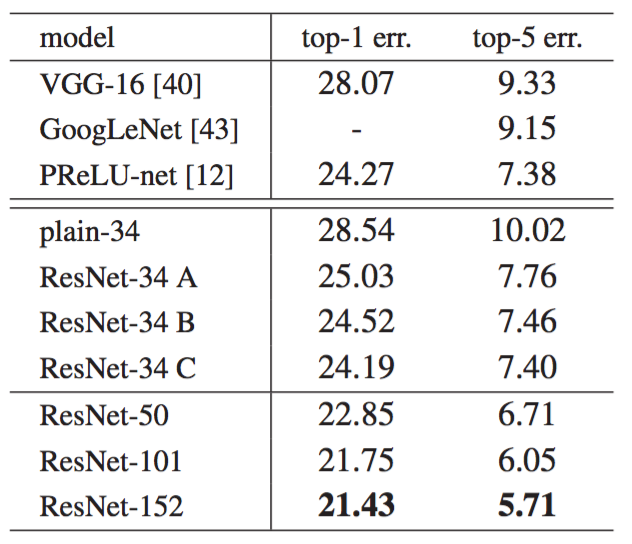 model top-1 err. top-5 err.
VGG-16 [40] 28.07 9.33
GoogLeNet [43] - 9.15
PReLU-net [12] 24.27 7.38
plain-34 28.54 10.02
ResNet-34 A 25.03 7.76
ResNet-34 B 24.52 7.46
ResNet-34 C 24.19 7.40
ResNet-50 22.85 6.71
ResNet-101 21.75 6.05
ResNet-152 21.43 5.71